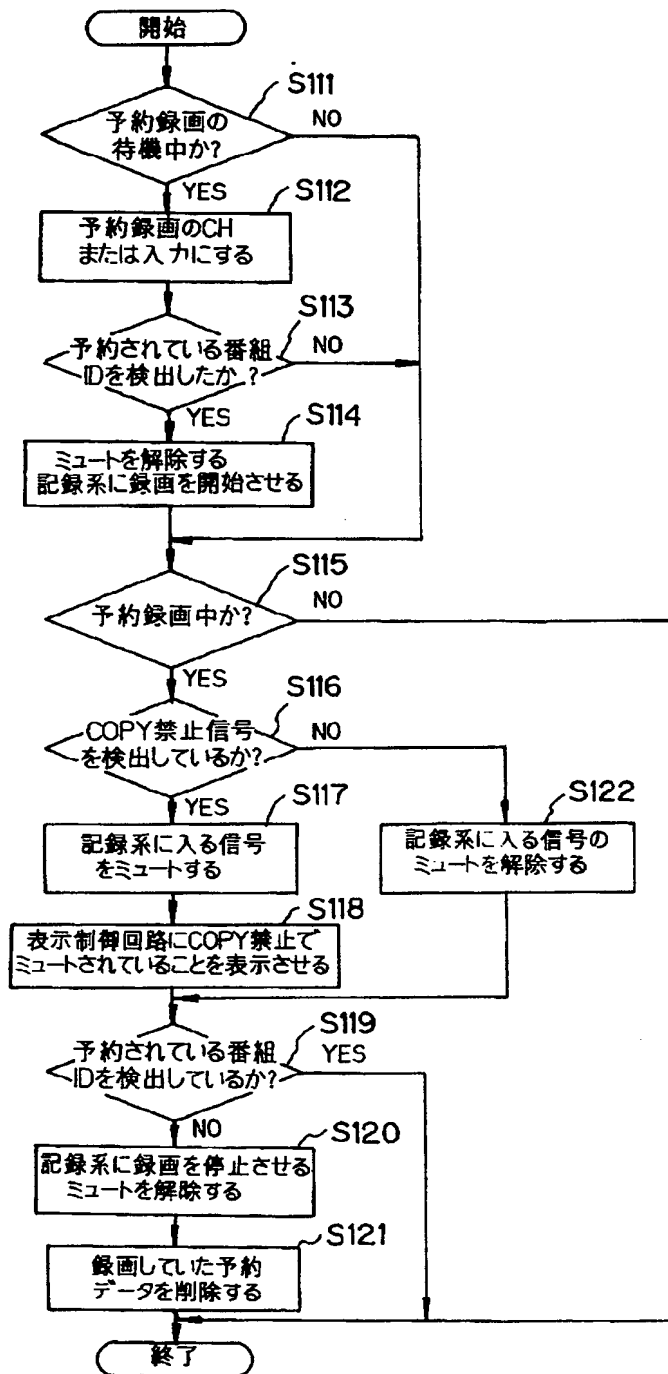 開始
S111
予約録画の
待機中か?
NO
YES
S112
予約録画のCH
または入力にする
S113
予約されている番組
IDを検出したか?
NO
YES
S114
ミュートを解除する
記録系に録画を開始させる
S115
予約録画中か?
NO
YES
S116
COPY禁止信号
を検出しているか?
NO
YES
S117
記録系に入る信号
をミュートする
S122
記録系に入る信号の
ミュートを解除する
S118
表示制御回路にCOPY禁止で
ミュートされていることを表示させる
S119
予約されている番組
IDを検出しているか?
YES
NO
S120
記録系に録画を停止させる
ミュートを解除する
S121
録画していた予約
データを削除する
終了